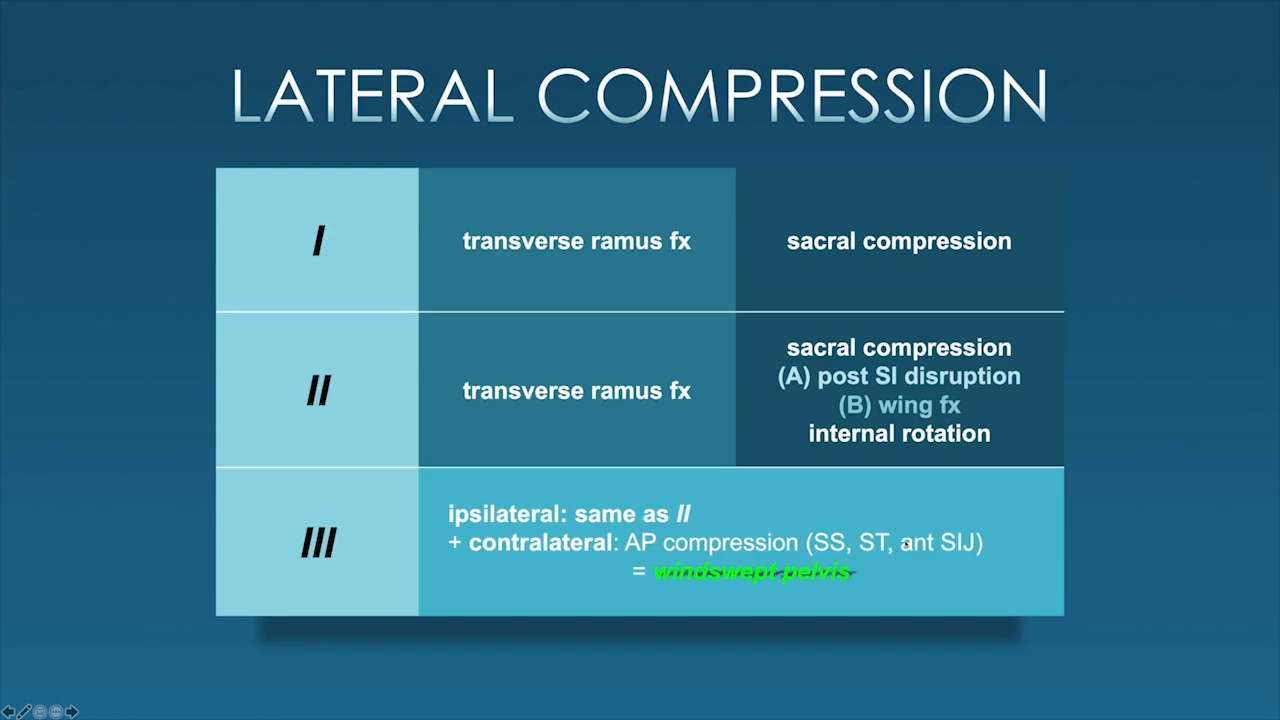 LATERAL COMPRESSION
I
transverse ramus fx
sacral compression
II
transverse ramus fx
sacral compression
(A) post SI disruption
(B) wing fx
internal rotation
III
ipsilateral: same as II
+ contralateral: AP compression (SS, ST, ant SIJ)
= windswept pelvis